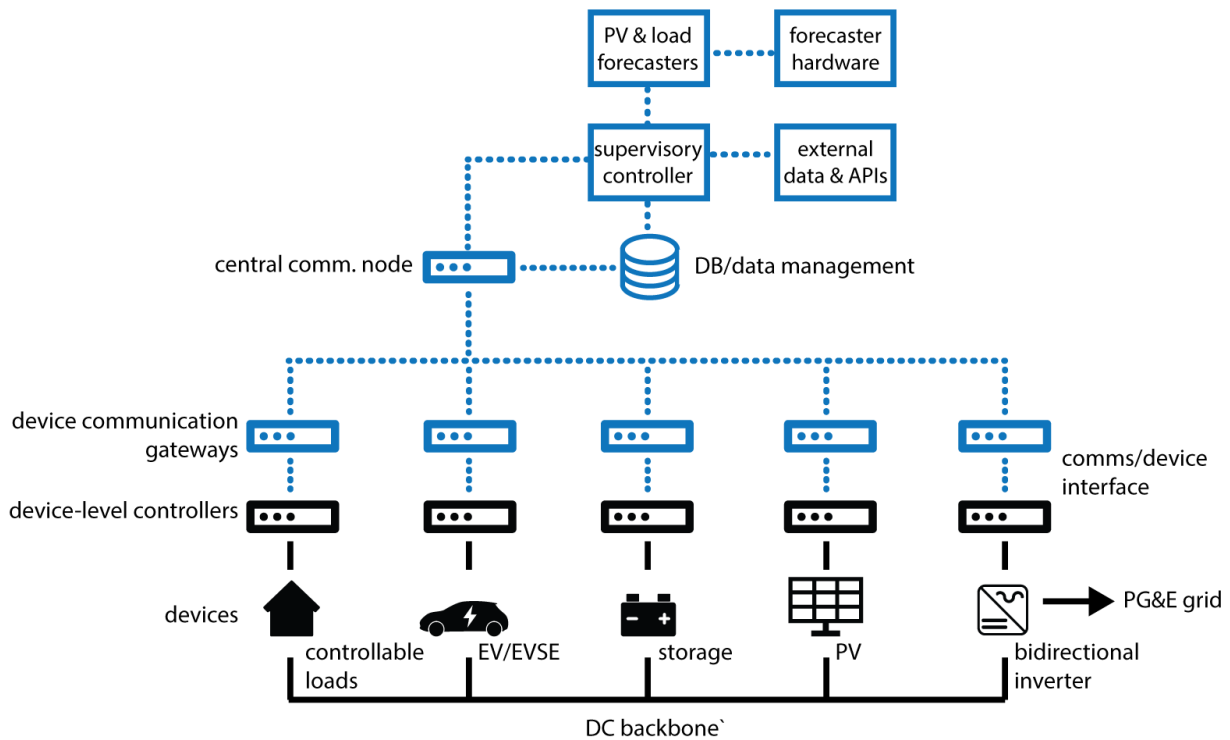 PV & load
forecasters
forecaster
hardware
supervisory
controller
external
data & APIs
central comm. node
DB/data management
device communication
gateways
comms/device
interface
device-level controllers
devices
PG&E grid
controllable
loads
EV/EVSE
storage
PV
bidirectional
inverter
DC backbone`